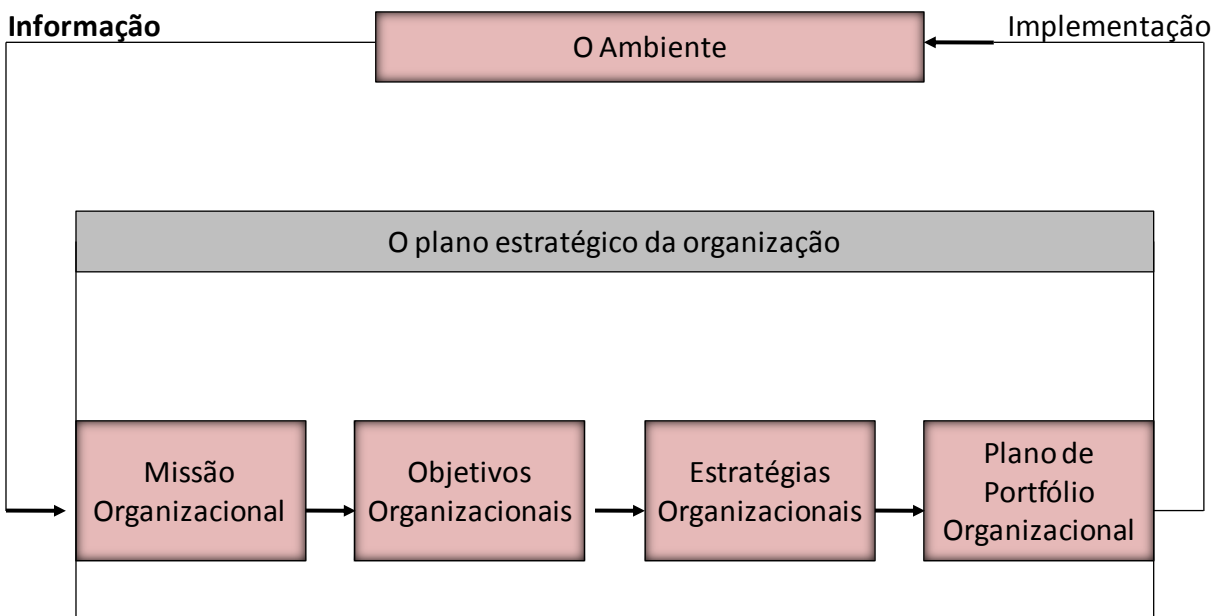 Informação
O Ambiente
Implementação
O plano estratégico da organização
Missão
Organizacional
Objetivos
Organizacionais
Estratégias
Organizacionais
Plano de
Portfólio
Organizacional